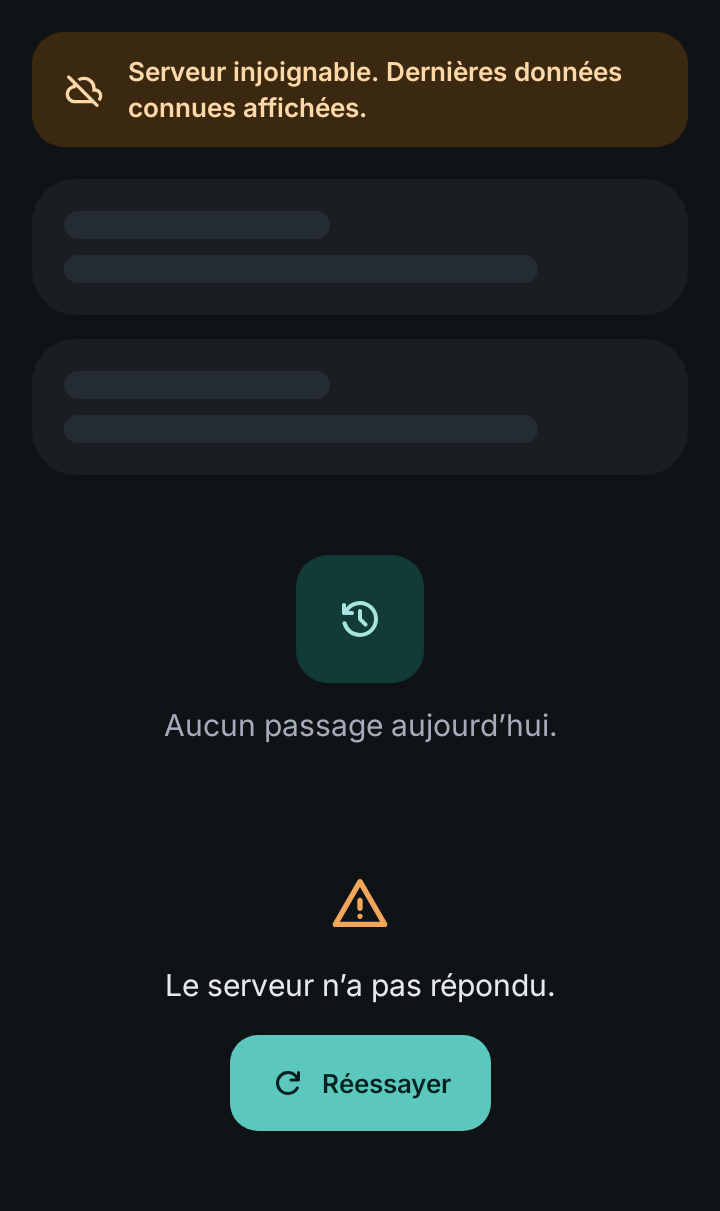 Serveur injoignable. Dernières données
connues affichées.
Aucun passage aujourd’hui.
Le serveur n’a pas répondu.
Réessayer